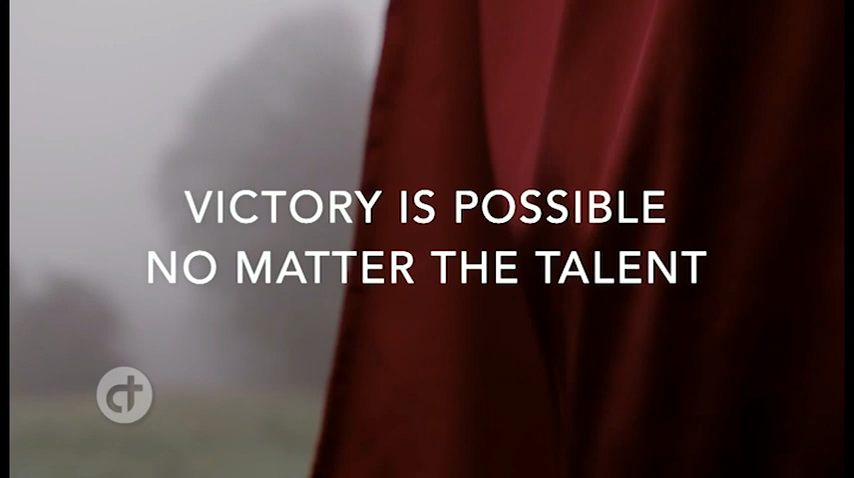 VICTORY IS POSSIBLE
NO MATTER THE TALENT